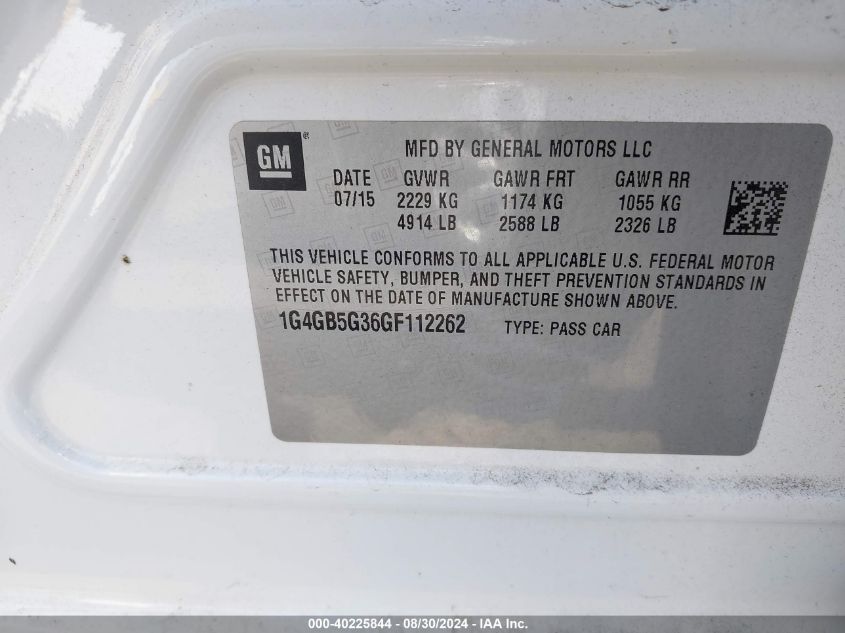 GM ®
MFD BY GENERAL MOTORS LLC
DATE GVWR GAWR FRT GAWR RR
07/15 2229 KG 1174 KG 1055 KG
4914 LB 2588 LB 2326 LB
THIS VEHICLE CONFORMS TO ALL APPLICABLE U.S. FEDERAL MOTOR
VEHICLE SAFETY, BUMPER, AND THEFT PREVENTION STANDARDS IN
EFFECT ON THE DATE OF MANUFACTURE SHOWN ABOVE.
1G4GB5G36GF112262 TYPE: PASS CAR
000-40225844 - 08/30/2024 - IAA Inc.